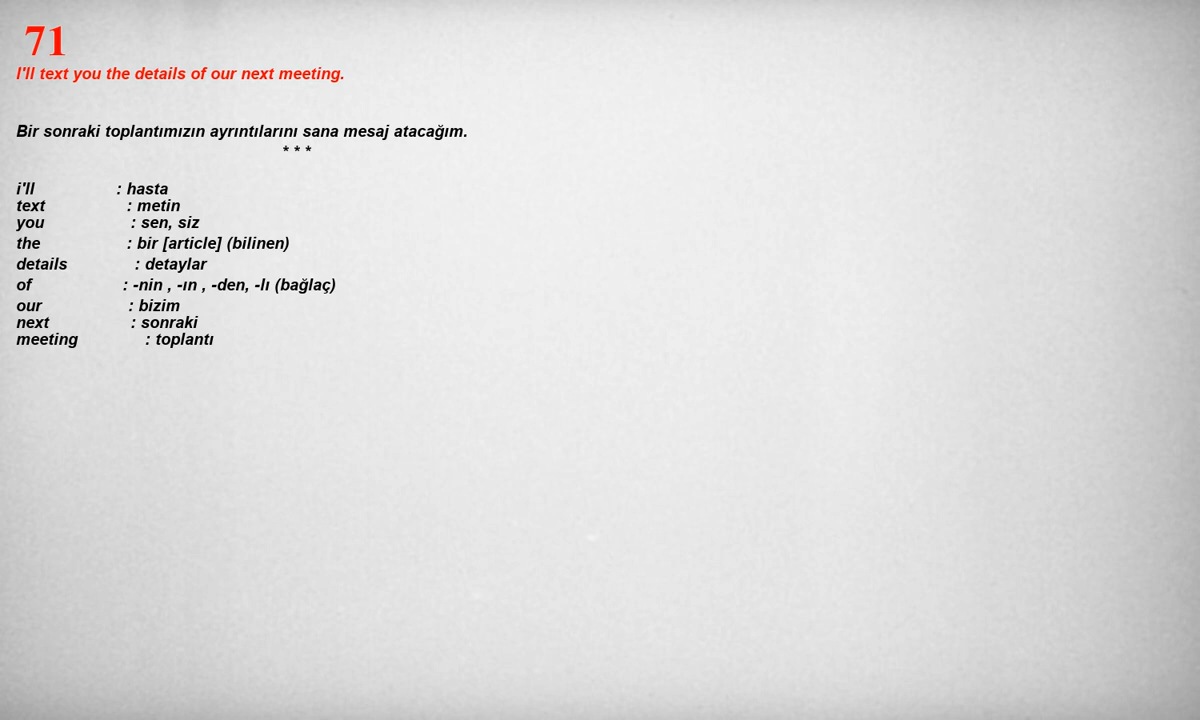 71
I'll text you the details of our next meeting.
Bir sonraki toplantımızın ayrıntılarını sana mesaj atacağım.
* * *
i'll : hasta
text : metin
you : sen, siz
the : bir [article] (bilinen)
details : detaylar
of : -nin , -ın , -den, -lı (bağlaç)
our : bizim
next : sonraki
meeting : toplantı